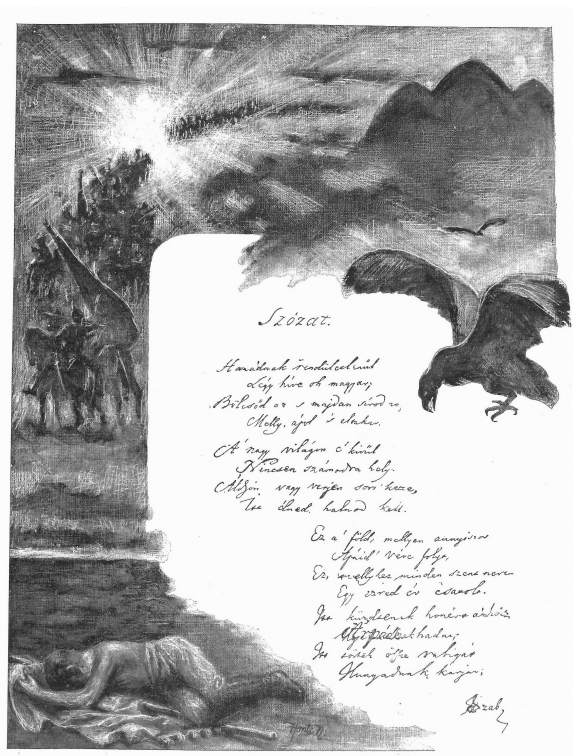 Szózat.
Hazádnak rendületlenűl
Légy híve oh magyar;
Bölcsőd az s majdan sírod is,
Melly ápol 's eltakar.
A' nagy világon e' kívűl
Nincsen számodra hely.
Áldjon vagy verjen sors keze,
Itt élned halnod kell.
Ez a' föld, mellyen annyiszor
Apáid' vére folyt,
Ez, mellyhez minden szent nevet
Egy ezred év csatolt.
Itt küzdtenek honért a' hős
Árpádnak hadai;
Itt törtek össze rabigát
Hunyadnak karjai;